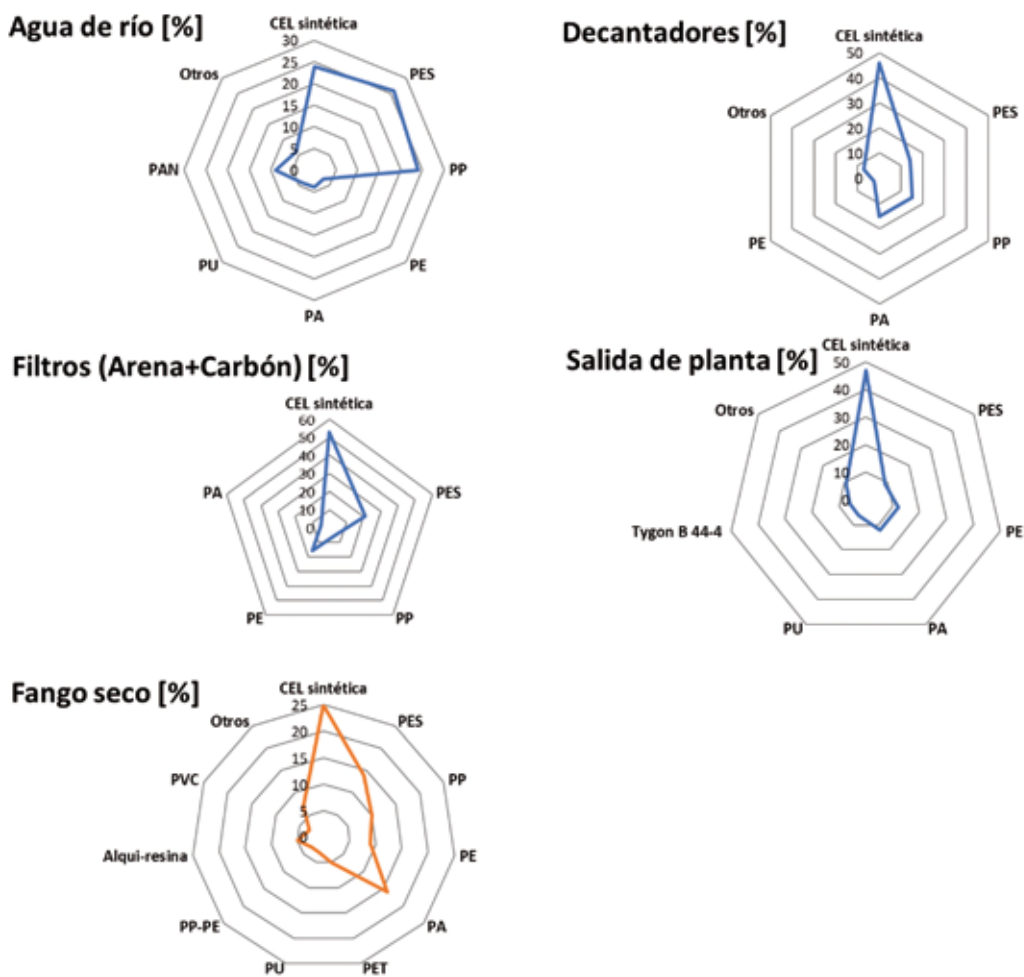 Agua de río [%]
CEL sintética
30
25
20
15
10
5
0
PES
PP
PE
PA
PU
PAN
Otros
Decantadores [%]
CEL sintética
50
40
30
20
10
0
PES
PP
PA
PE
Otros
Filtros (Arena+Carbón) [%]
CEL sintética
60
50
40
30
20
10
0
PES
PP
PE
PA
Salida de planta [%]
CEL sintética
50
40
30
20
10
0
PES
PE
PA
PU
Tygon B 44-4
Otros
Fango seco [%]
CEL sintética
25
20
15
10
5
0
PES
PP
PE
PA
PET
PU
PP-PE
Alqui-resina
PVC
Otros